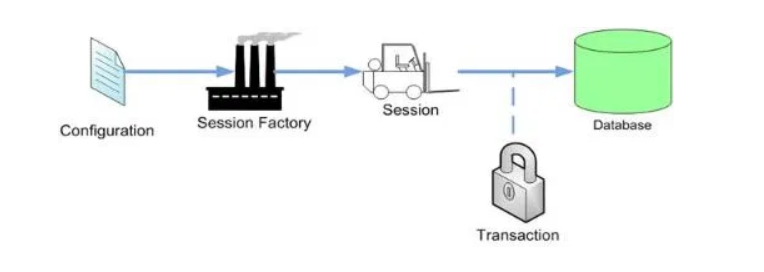 Configuration
Session Factory
Session
Database
Transaction